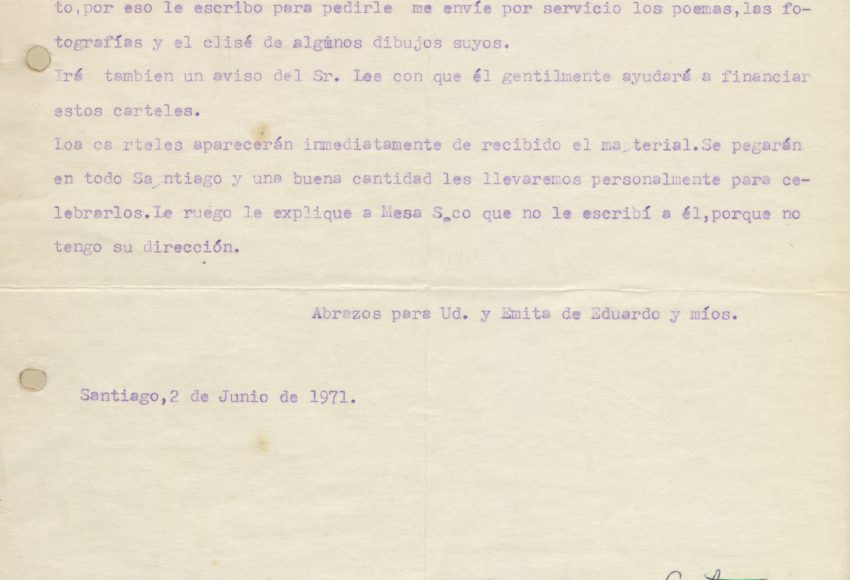 to,por eso le escribo para pedirle me envíe por servicio los poemas,las fo-
tografías y el clisé de algunos dibujos suyos.
Irá tambien un aviso del Sr. Lee con que él gentilmente ayudará a financiar
estos carteles.
Loa ca rteles aparecerán inmediatamente de recibido el ma terial.Se pegarán
en todo Sa ntiago y una buena cantidad les llevaremos personalmente para ce-
lebrarlos.Le ruego le explique a Mesa S co que no le escribí a él,porque no
tengo su dirección.
Abrazos para Ud. y Emita de Eduardo y míos.
Santiago,2 de Junio de 1971.